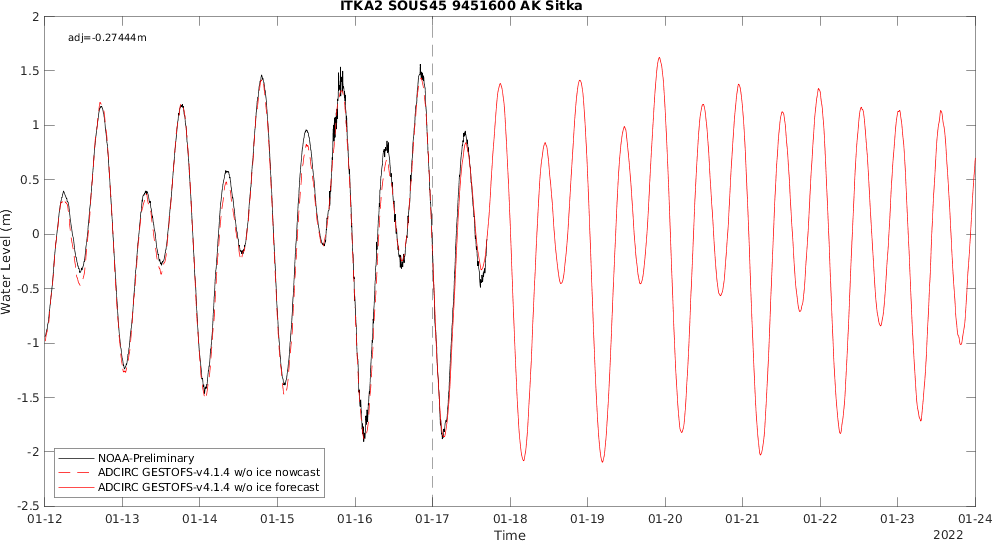 ITKA2 SOUS45 9451600 AK Sitka
adj=-0.27444m
2
1.5
1
0.5
0
-0.5
-1
-1.5
-2
-2.5
Water Level (m)
NOAA-Preliminary
ADCIRC GESTOFS-v4.1.4 w/o ice nowcast
ADCIRC GESTOFS-v4.1.4 w/o ice forecast
01-12 01-13 01-14 01-15 01-16 01-17 01-18 01-19 01-20 01-21 01-22 01-23 01-24
Time
2022